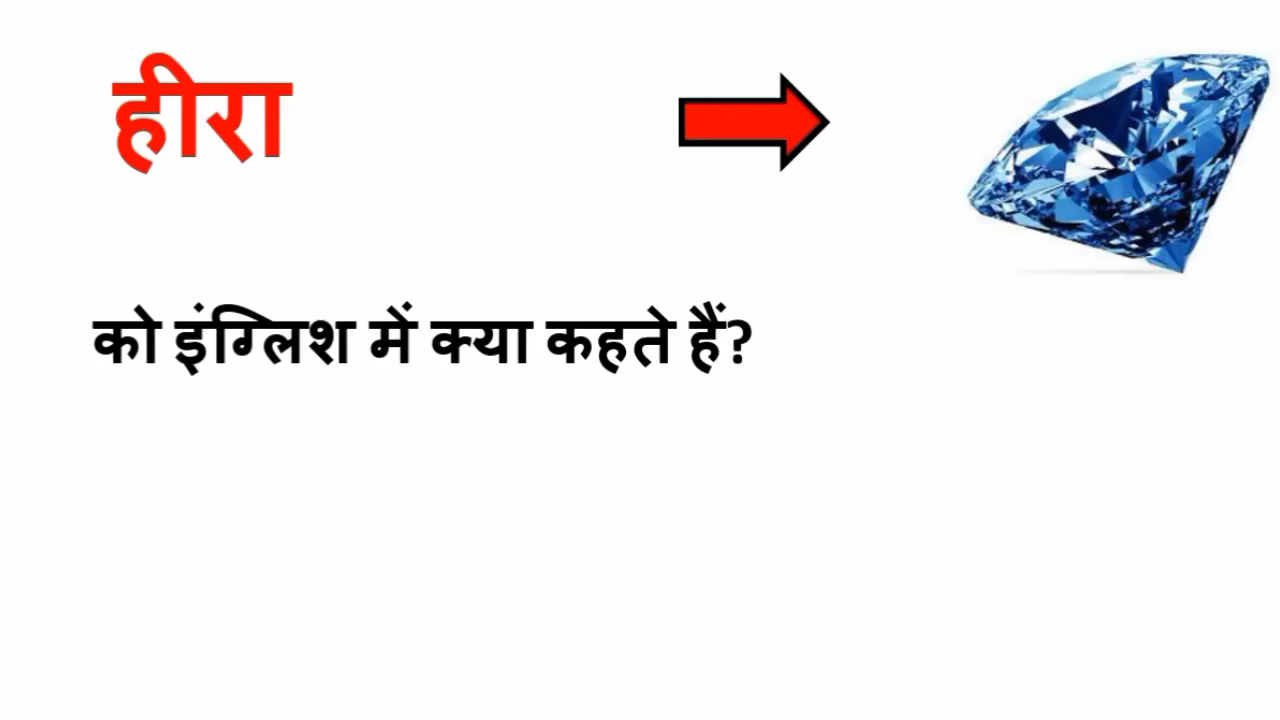 हीरा
को इंग्लिश में क्या कहते हैं?